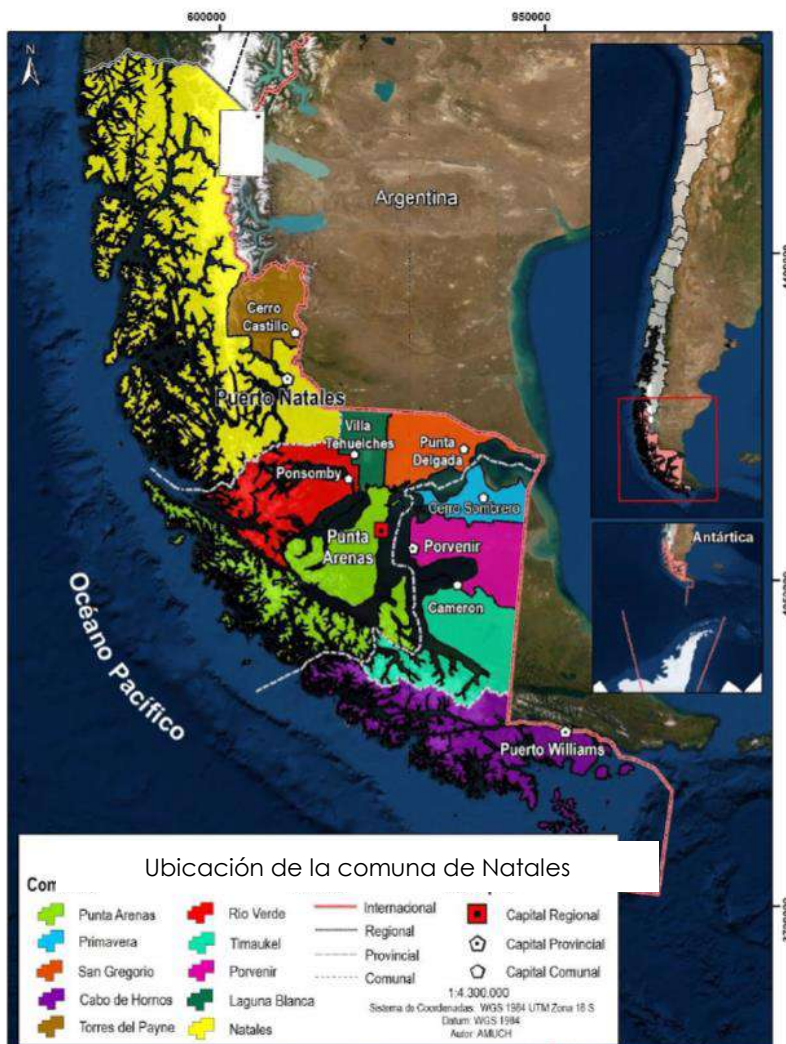 600000
950000
N
Argentina
Cerro
Castillo
Puerto Natales
Villa
Tehuelches
Punta
Delgada
Ponsomby
Cerro Sombrero
Punta
Arenas
Porvenir
Cameron
Océano Pacífico
Puerto Williams
Antártica
Ubicación de la comuna de Natales
Punta Arenas
Primavera
San Gregorio
Cabo de Hornos
Torres del Payne
Río Verde
Timaukel
Porvenir
Laguna Blanca
Natales
Internacional
Regional
Provincial
Comunal
Capital Regional
Capital Provincial
Capital Comunal
1:4.300.000
Sistema de Coordenadas: WGS 1984 UTM Zona 18 S
Datum: WGS 1984
Autor: AMUCH